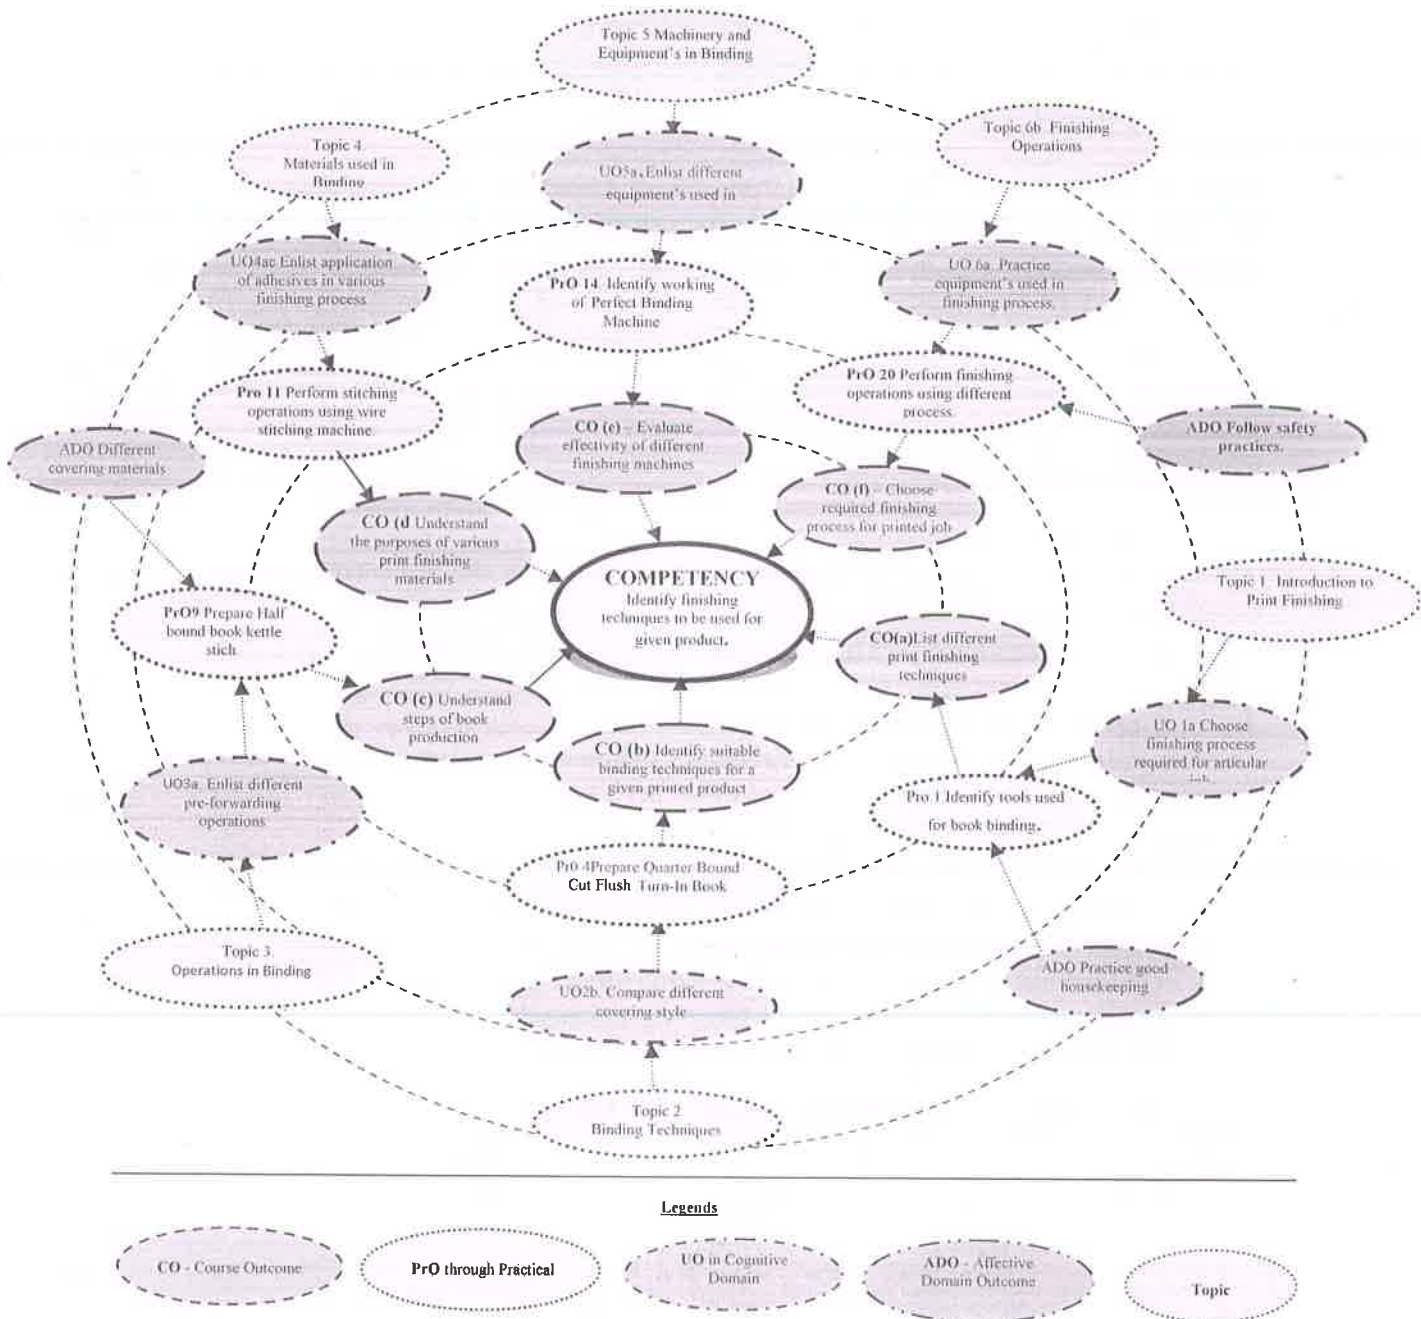 Topic 5 Machinery and
Equipment's in Binding
Topic 4.
Materials used in
Binding
Topic 6b. Finishing
Operations
UO5a. Enlist different
equipment's used in
UO4ac Enlist application
of adhesives in various
finishing process
PrO 14. Identify working
of Perfect Binding
Machine
UO 6a. Practice
equipment's used in
finishing process.
Pro 11 Perform stitching
operations using wire
stitching machine.
PrO 20 Perform finishing
operations using different
process.
ADO Different
covering materials
CO (e) – Evaluate
effectivity of different
finishing machines
ADO Follow safety
practices.
CO (f) – Choose
required finishing
process for printed job
CO (d Understand
the purposes of various
print finishing
materials
COMPETENCY
Identify finishing
techniques to be used for
given product.
Topic 1. Introduction to
Print Finishing
PrO9 Prepare Half
bound book kettle
stich.
CO(a)List different
print finishing
techniques
CO (c) Understand
steps of book
production
CO (b) Identify suitable
binding techniques for a
given printed product
UO 1a Choose
finishing process
required for articular
UO3a. Enlist different
pre-forwarding
operations
Pro.1 Identify tools used
for book binding.
PrO.4Prepare Quarter Bound
Cut Flush Turn-In Book
Topic 3.
Operations in Binding
ADO Practice good
housekeeping
UO2b. Compare different
covering style
Topic 2
Binding Techniques
Legends
CO - Course Outcome
PrO through Practical
UO in Cognitive
Domain
ADO - Affective
Domain Outcome
Topic